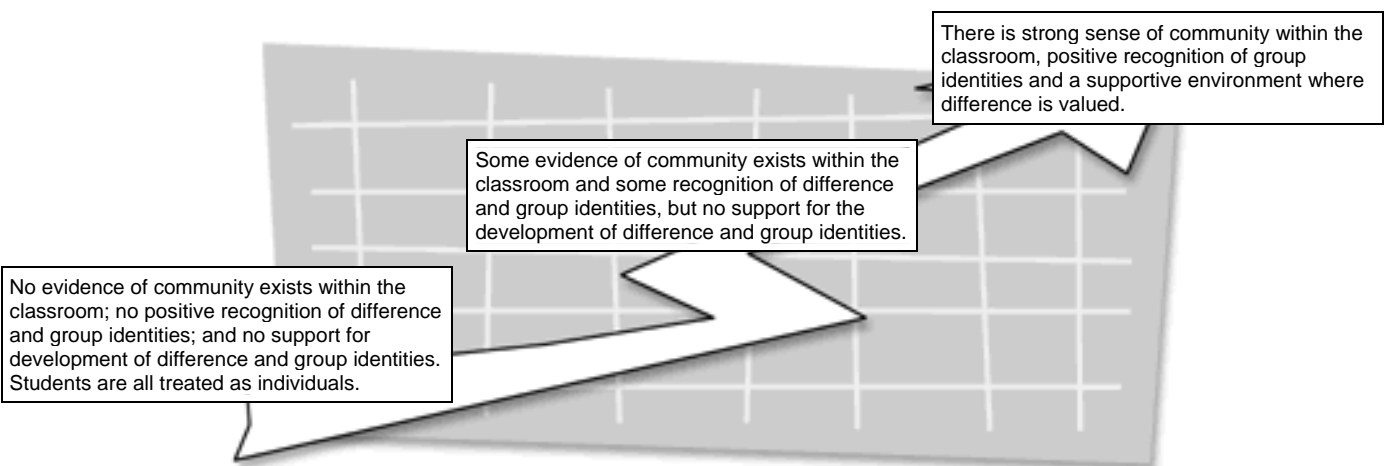 There is strong sense of community within the
classroom, positive recognition of group
identities and a supportive environment where
difference is valued.
Some evidence of community exists within the
classroom and some recognition of difference
and group identities, but no support for the
development of difference and group identities.
No evidence of community exists within the
classroom; no positive recognition of difference
and group identities; and no support for
development of difference and group identities.
Students are all treated as individuals.